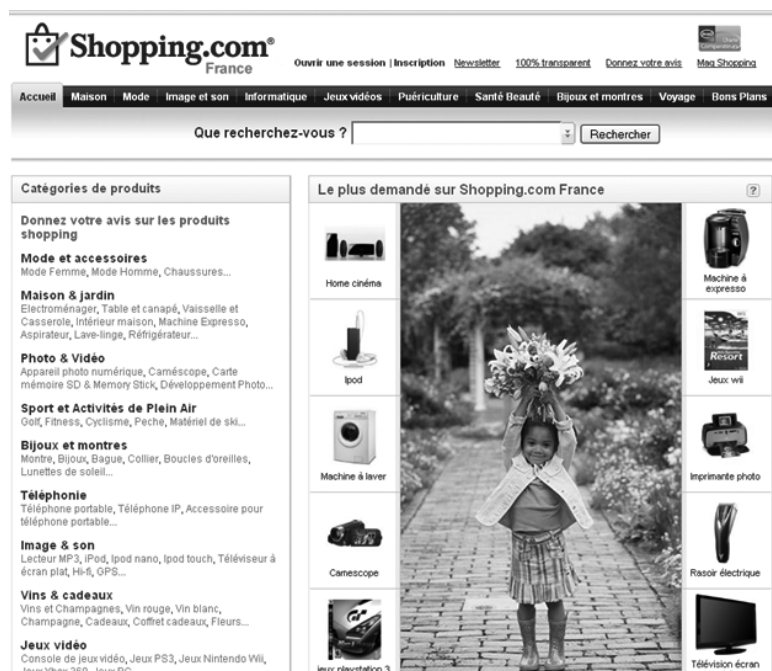 Shopping.com®
France
Ouvrir une session | Inscription Newsletter 100% transparent Donnez votre avis Mag Shopping
Accueil Maison Mode Image et son Informatique Jeux vidéos Puériculture Santé Beauté Bijoux et montres Voyage Bons Plans
Que recherchez-vous ? Rechercher
Catégories de produits
Donnez votre avis sur les produits
shopping
Mode et accessoires
Mode Femme, Mode Homme, Chaussures...
Maison & jardin
Electroménager, Table et canapé, Vaisselle et
Casserole, Intérieur maison, Machine Expresso,
Aspirateur, Lave-linge, Réfrigérateur...
Photo & Vidéo
Appareil photo numérique, Caméscope, Carte
mémoire SD & Memory Stick, Développement Photo...
Sport et Activités de Plein Air
Golf, Fitness, Cyclisme, Peche, Matériel de ski...
Bijoux et montres
Montre, Bijoux, Bague, Collier, Boucles d'oreilles,
Lunettes de soleil...
Téléphonie
Téléphone portable, Téléphone IP, Accessoire pour
téléphone portable...
Image & son
Lecteur MP3, iPod, Ipod nano, Ipod touch, Téléviseur à
écran plat, Hi-fi, GPS...
Vins & cadeaux
Vins et Champagnes, Vin rouge, Vin blanc,
Champagne, Cadeaux, Coffret cadeaux, Fleurs...
Jeux vidéo
Console de jeux vidéo, Jeux PS3, Jeux Nintendo Wii,
Jeux Xbox 360, Jeux PC
Le plus demandé sur Shopping.com France ?
Home cinéma
Ipod
Machine à laver
Camescope
jeux playstation 3
Machine à
expresso
Resort
Jeux wii
Imprimante photo
Rasoir électrique
Télévision écran